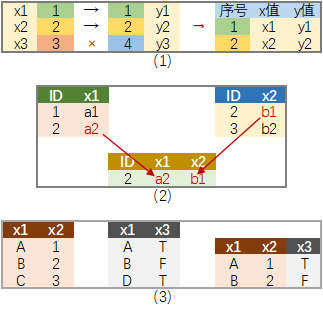 x1 1 → 1 y1 序号 x值 y值
x2 2 → 2 y2 → 1 x1 y1
x3 3 × 4 y3 2 x2 y2
(1)
ID x1 ID x2
1 a1 2 b1
2 a2 3 b2
ID x1 x2
2 a2 b1
(2)
x1 x2 x1 x3
A 1 A T x1 x2 x3
B 2 B F A 1 T
C 3 D T B 2 F
(3)